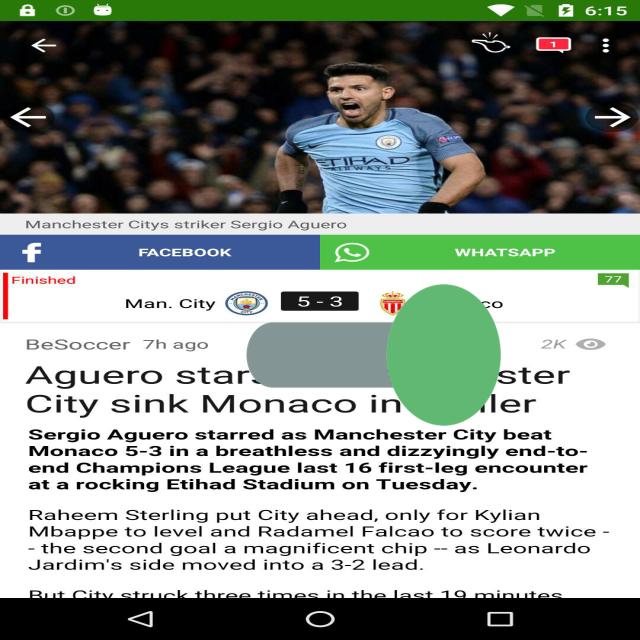 6:15
1
ETIHAD
AIRWAYS
Manchester Citys striker Sergio Aguero
FACEBOOK
WHATSAPP
Finished
77
Man. City
5 - 3
co
BeSoccer 7h ago
2K
Aguero stars ster
City sink Monaco in ller
Sergio Aguero starred as Manchester City beat
Monaco 5-3 in a breathless and dizzyingly end-to-
end Champions League last 16 first-leg encounter
at a rocking Etihad Stadium on Tuesday.
Raheem Sterling put City ahead, only for Kylian
Mbappe to level and Radamel Falcao to score twice -
- the second goal a magnificent chip -- as Leonardo
Jardim's side moved into a 3-2 lead.
But City struck three times in the last 19 minutes